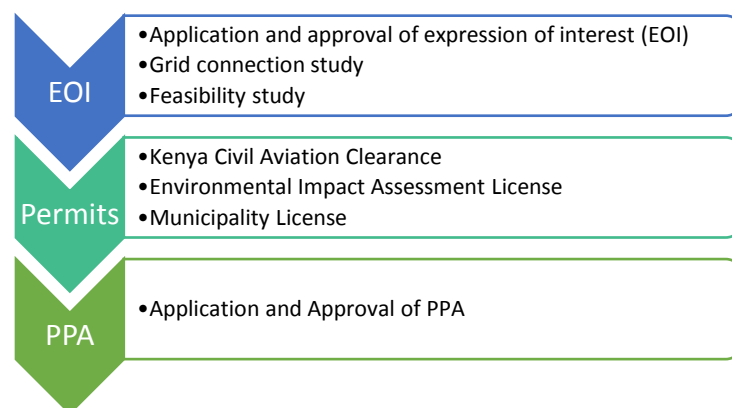 EOI
•Application and approval of expression of interest (EOI)
•Grid connection study
•Feasibility study
Permits
•Kenya Civil Aviation Clearance
•Environmental Impact Assessment License
•Municipality License
PPA
•Application and Approval of PPA